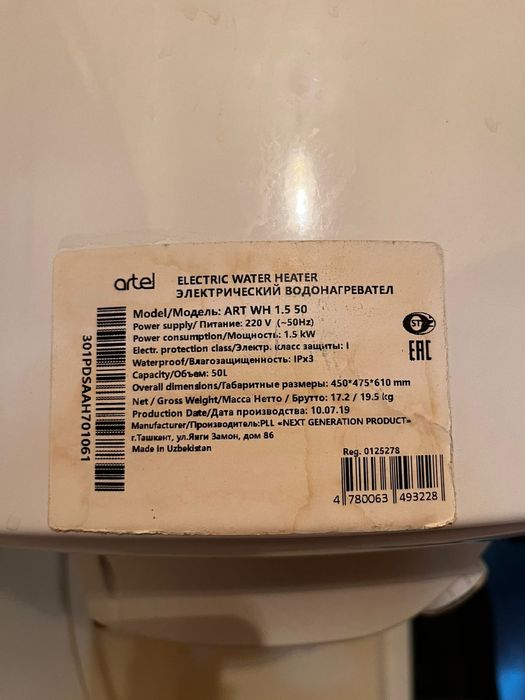 artel
ELECTRIC WATER HEATER
ЭЛЕКТРИЧЕСКИЙ ВОДОНАГРЕВАТЕЛ
Model/Модель: ART WH 1.5 50
Power supply/ Питание: 220 V (~50Hz)
Power consumption/Мощность: 1.5 kW
Electr. protection class/Электр. класс защиты: I
Waterproof/Влагозащищенность: IPx3
Capacity/Объем: 50L
Overall dimensions/Габаритные размеры: 450*475*610 mm
Net / Gross Weight/Масса Нетто / Брутто: 17.2 / 19.5 kg
Production Date/Дата производства: 10.07.19
Manufacturer/Производитель:PLL «NEXT GENERATION PRODUCT»
г.Ташкент, ул.Янги Замон, дом 86
Made in Uzbekistan
301PDSAAH701061
EAC
Reg. 0125278
4 780063 493228